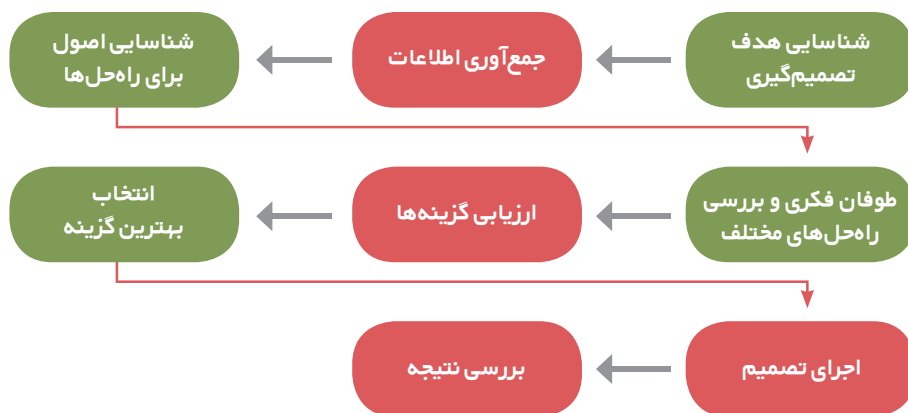 شناسایی هدف
تصمیم‌گیری
جمع‌آوری اطلاعات
شناسایی اصول
برای راه‌حل‌ها
طوفان فکری و بررسی
راه‌حل‌های مختلف
ارزیابی گزینه‌ها
انتخاب
بهترین گزینه
اجرای تصمیم
بررسی نتیجه